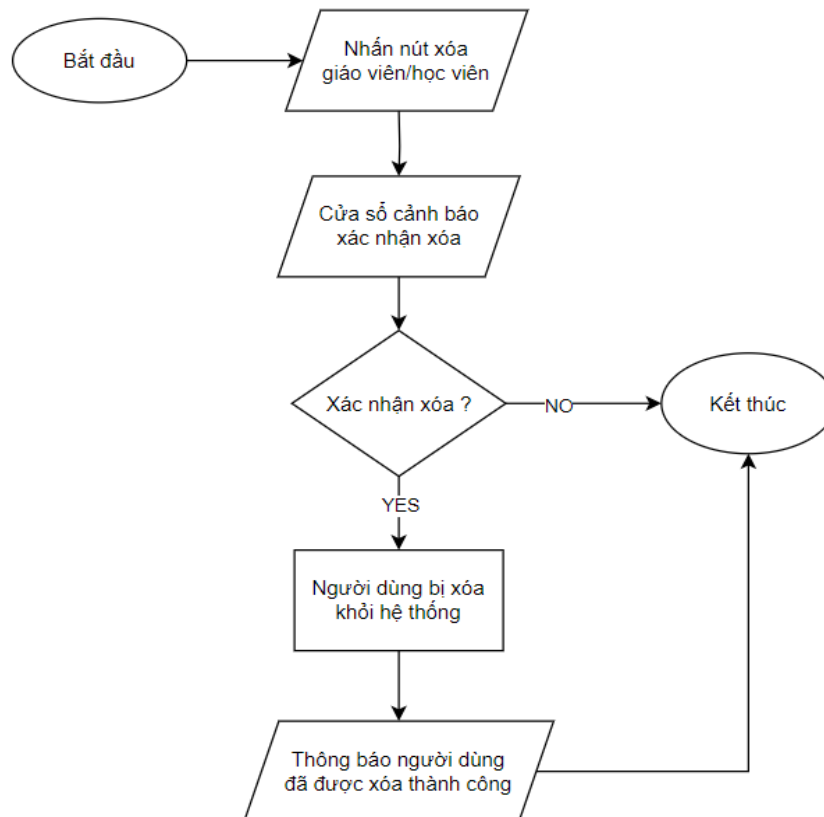 Bắt đầu
Nhấn nút xóa
giáo viên/học viên
Cửa sổ cảnh báo
xác nhận xóa
Xác nhận xóa ?
NO
Kết thúc
YES
Người dùng bị xóa
khỏi hệ thống
Thông báo người dùng
đã được xóa thành công